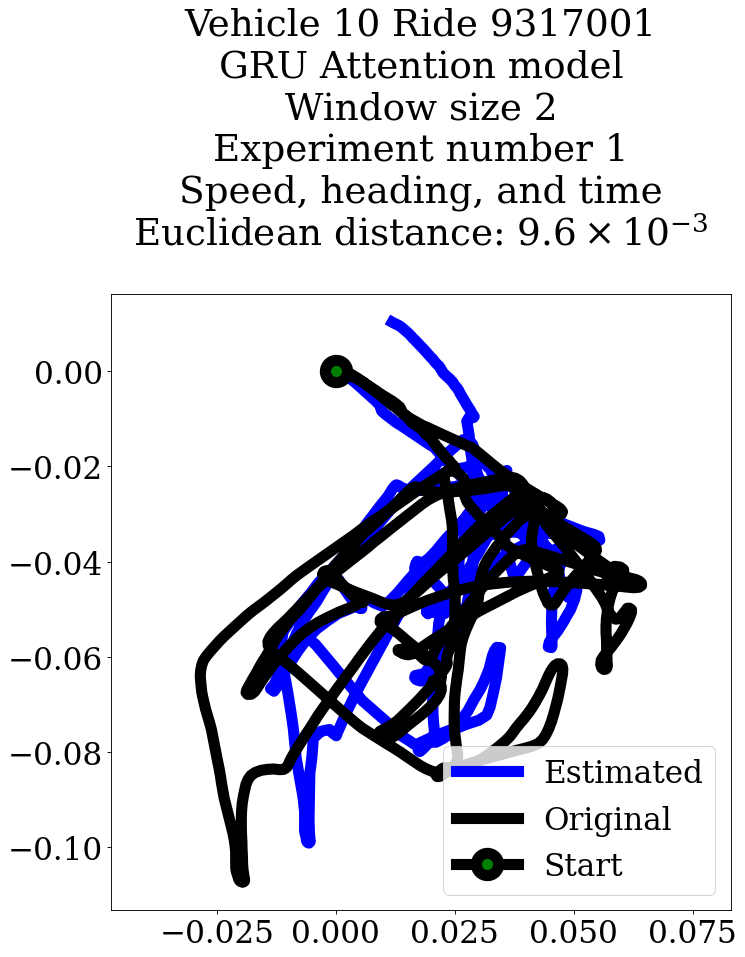 Vehicle 10 Ride 9317001
GRU Attention model
Window size 2
Experiment number 1
Speed, heading, and time
Euclidean distance: 9.6 × 10⁻³
0.00
−0.02
−0.04
−0.06
−0.08
−0.10
Estimated
Original
Start
−0.025 0.000 0.025 0.050 0.075